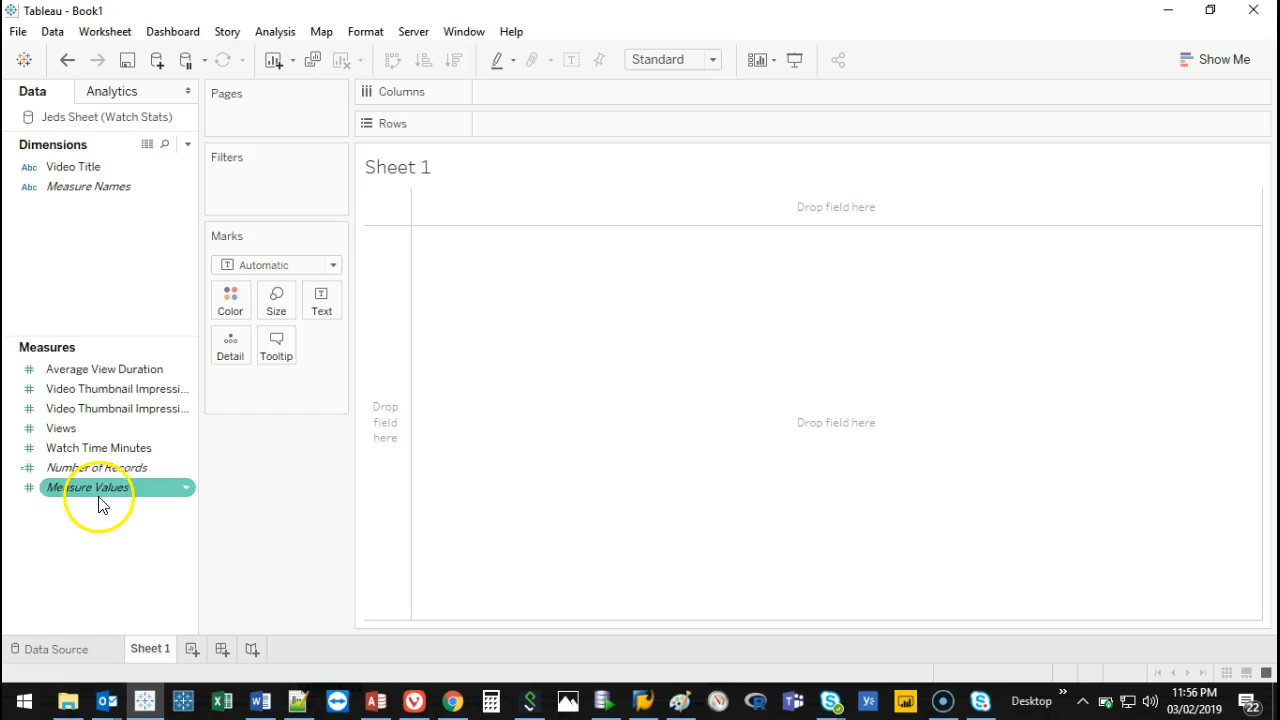 Tableau - Book1
File Data Worksheet Dashboard Story Analysis Map Format Server Window Help
Standard
Show Me
Data Analytics
Jeds Sheet (Watch Stats)
Dimensions
Abc Video Title
Abc Measure Names
Measures
Average View Duration
Video Thumbnail Impressi...
Video Thumbnail Impressi...
Views
Watch Time Minutes
Number of Records
Measure Values
Pages
Filters
Marks
Automatic
Color Size Text
Detail Tooltip
Columns
Rows
Sheet 1
Drop field here
Drop
field
here
Drop field here
Data Source Sheet 1
Desktop
11:56 PM
03/02/2019
22